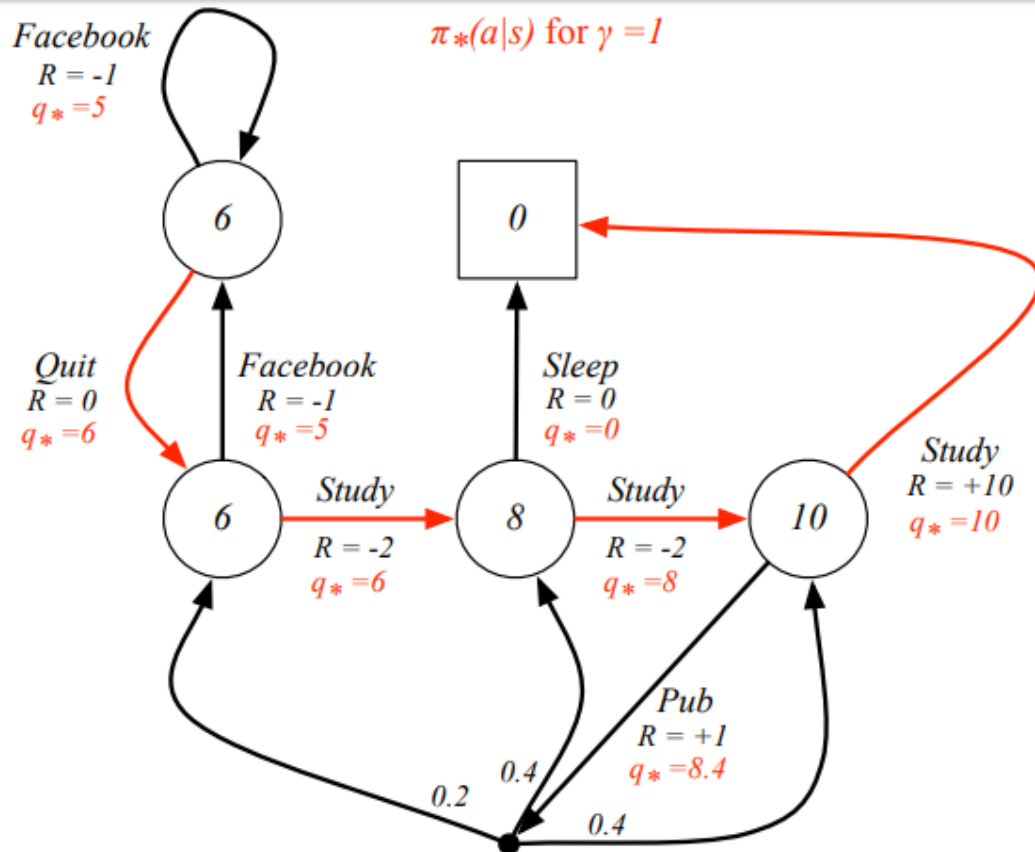 Facebook
R = -1
q* =5
π*(a|s) for γ =1
6
0
Quit
R = 0
q* =6
Facebook
R = -1
q* =5
Sleep
R = 0
q* =0
Study
R = +10
q* =10
6
Study
R = -2
q* =6
8
Study
R = -2
q* =8
10
Pub
R = +1
q* =8.4
0.2
0.4
0.4